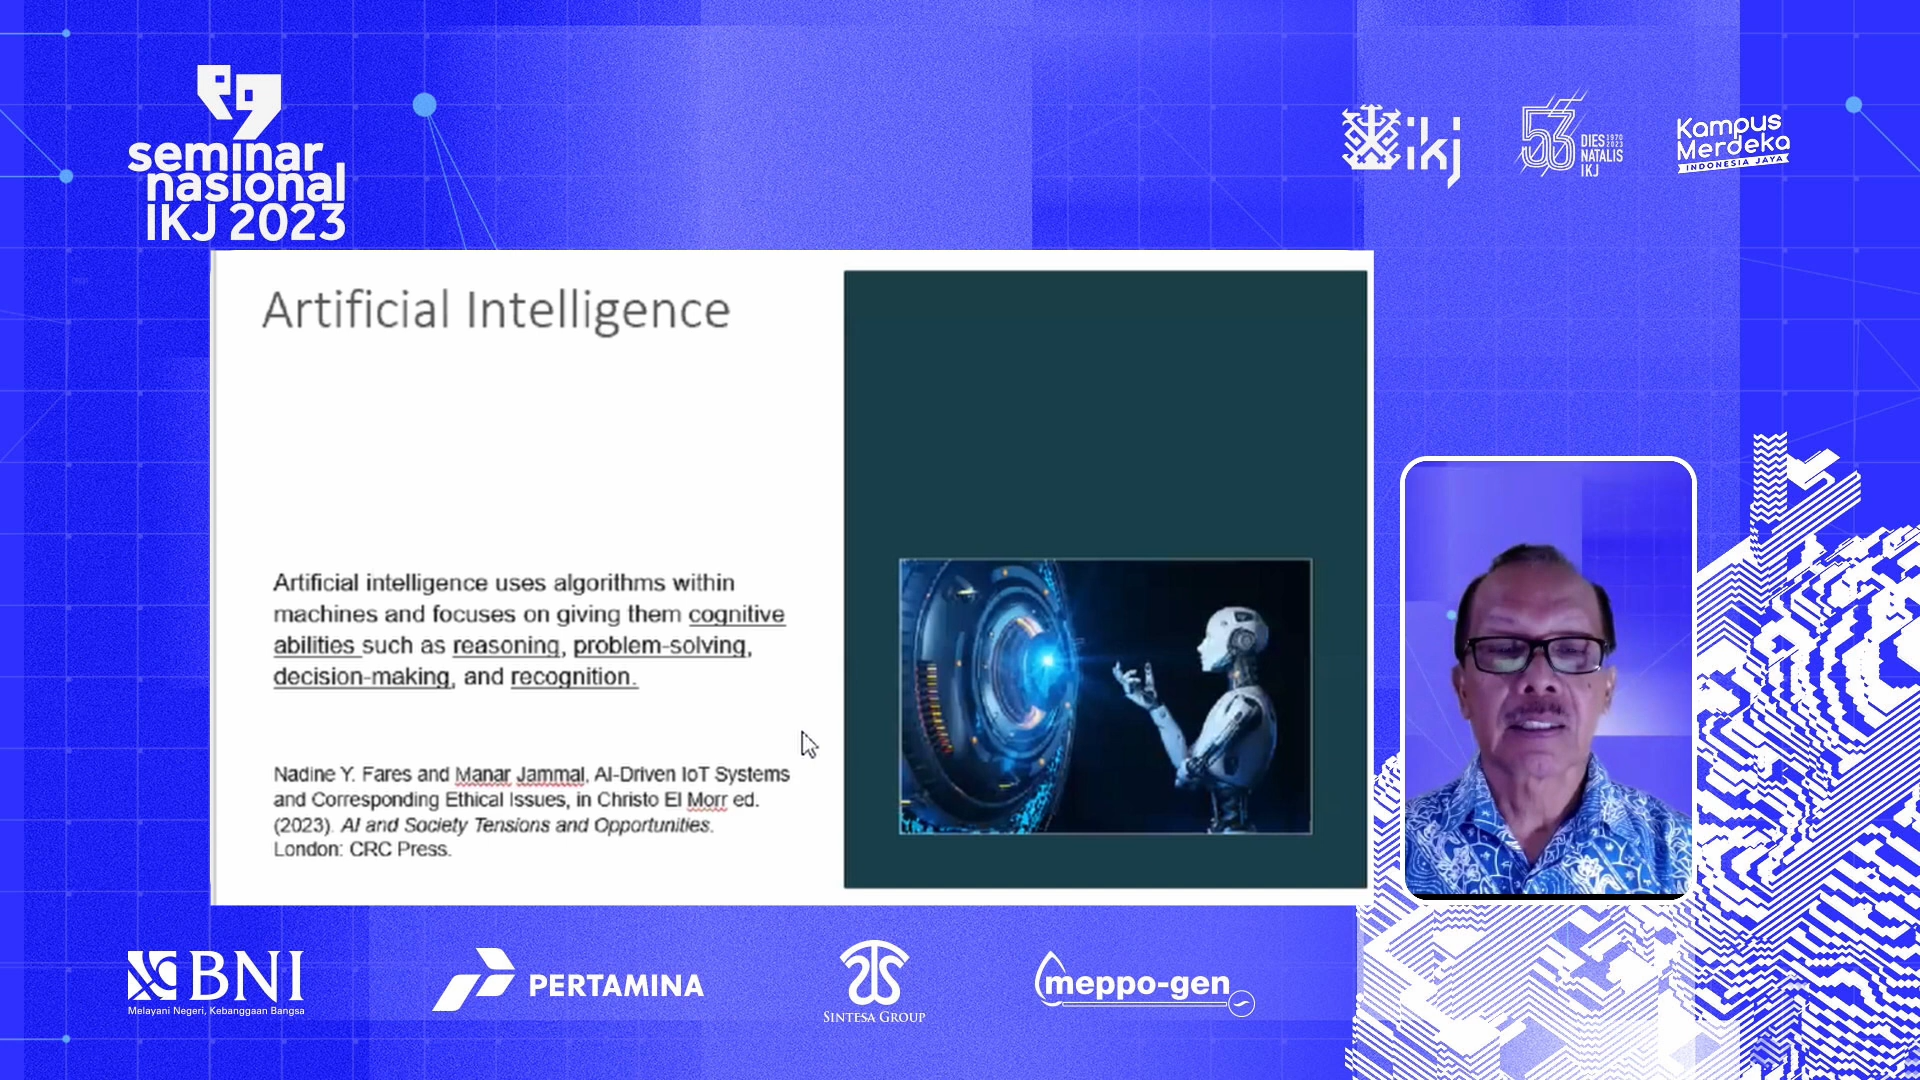 seminar
nasional
IKJ 2023
ikj
53
DIES 1970
NATALIS 2023
IKJ
Kampus
Merdeka
INDONESIA JAYA
Artificial Intelligence
Artificial intelligence uses algorithms within
machines and focuses on giving them cognitive
abilities such as reasoning, problem-solving,
decision-making, and recognition.
Nadine Y. Fares and Manar Jammal, AI-Driven IoT Systems
and Corresponding Ethical Issues, in Christo El Morr ed.
(2023). AI and Society Tensions and Opportunities.
London: CRC Press.
BNI
Melayani Negeri, Kebanggaan Bangsa
PERTAMINA
SINTESA GROUP
meppo-gen